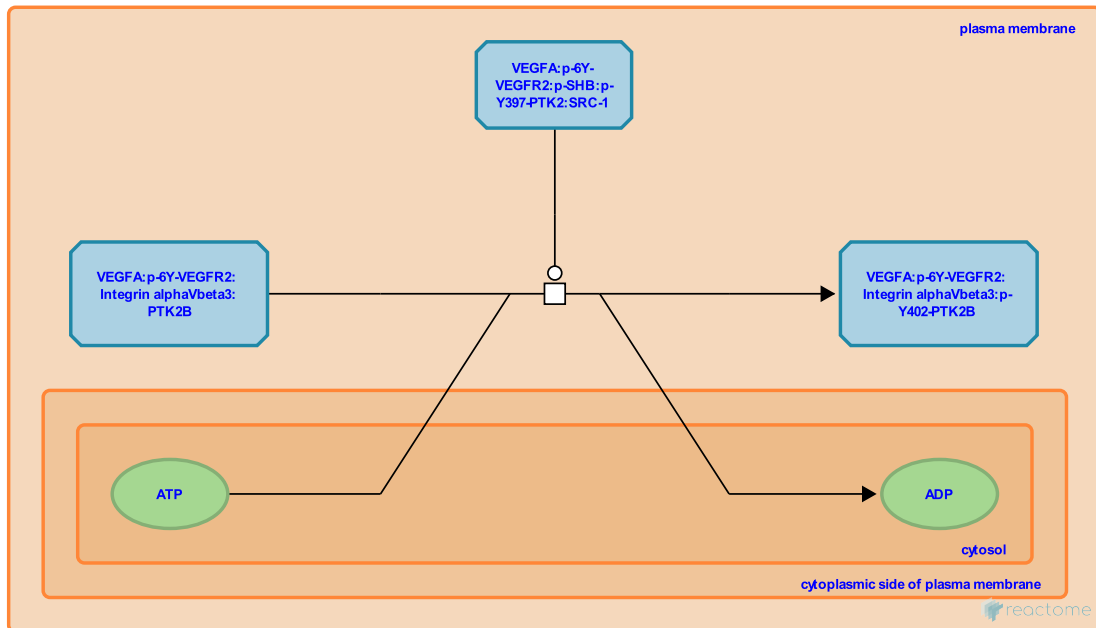 plasma membrane
VEGFA:p-6Y-
VEGFR2:p-SHB:p-
Y397-PTK2:SRC-1
VEGFA:p-6Y-VEGFR2:
Integrin alphaVbeta3:
PTK2B
VEGFA:p-6Y-VEGFR2:
Integrin alphaVbeta3:p-
Y402-PTK2B
ATP
ADP
cytosol
cytoplasmic side of plasma membrane
reactome